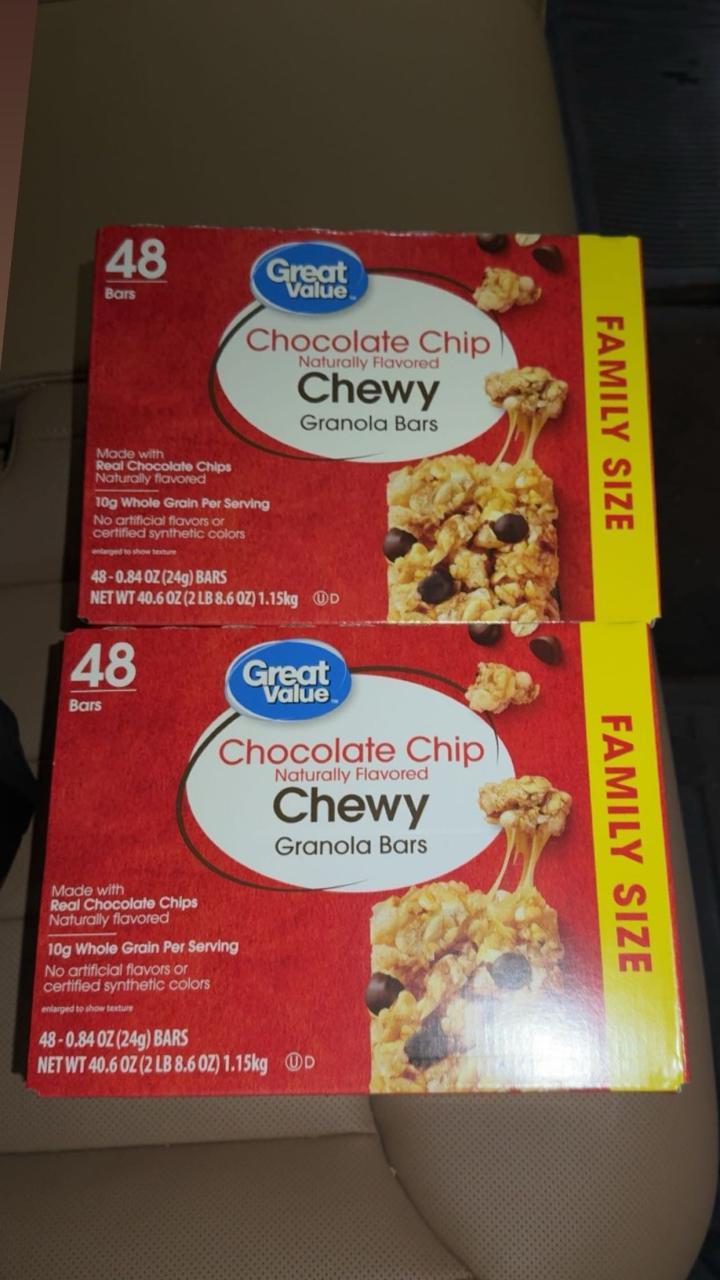 48
Bars
Great
Value™
Chocolate Chip
Naturally Flavored
Chewy
Granola Bars
Made with
Real Chocolate Chips
Naturally flavored
10g Whole Grain Per Serving
No artificial flavors or
certified synthetic colors
enlarged to show texture
48 - 0.84 OZ (24g) BARS
NET WT 40.6 OZ (2 LB 8.6 OZ) 1.15kg ⓊD
FAMILY SIZE
48
Bars
Great
Value™
Chocolate Chip
Naturally Flavored
Chewy
Granola Bars
Made with
Real Chocolate Chips
Naturally flavored
10g Whole Grain Per Serving
No artificial flavors or
certified synthetic colors
enlarged to show texture
48 - 0.84 OZ (24g) BARS
NET WT 40.6 OZ (2 LB 8.6 OZ) 1.15kg ⓊD
FAMILY SIZE